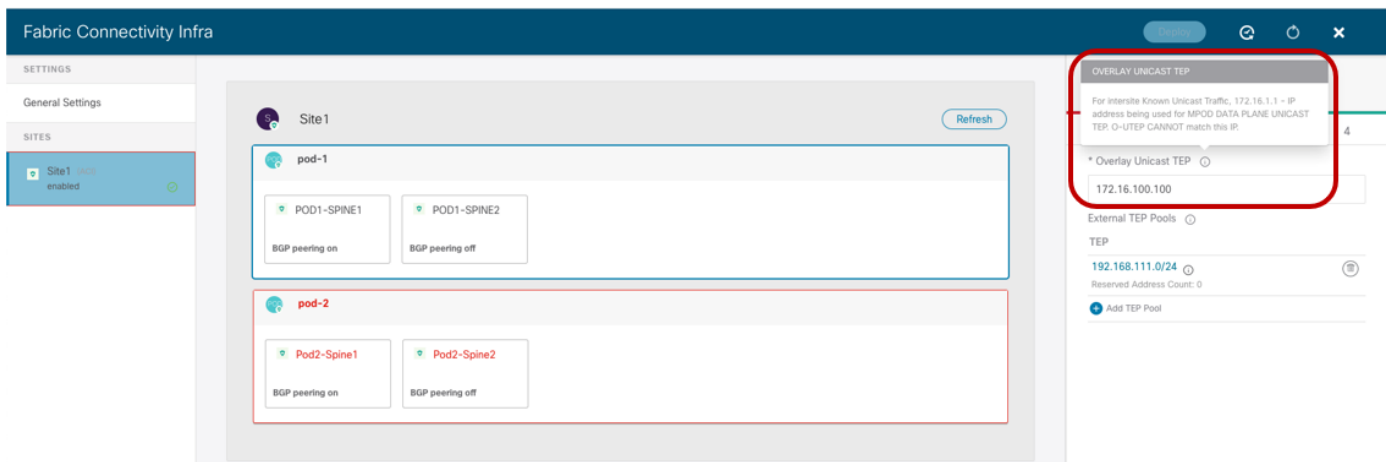 Fabric Connectivity Infra
Deploy
SETTINGS
General Settings
SITES
Site1
enabled
S
Site1
Refresh
pod-1
POD1-SPINE1
BGP peering on
POD1-SPINE2
BGP peering off
pod-2
Pod2-Spine1
BGP peering on
Pod2-Spine2
BGP peering off
OVERLAY UNICAST TEP
For Intersite Known Unicast Traffic, 172.16.1.1 - IP
address being used for MPOD DATA PLANE UNICAST
TEP. O-UTEP CANNOT match this IP.
4
* Overlay Unicast TEP
172.16.100.100
External TEP Pools
TEP
192.168.111.0/24
Reserved Address Count: 0
Add TEP Pool